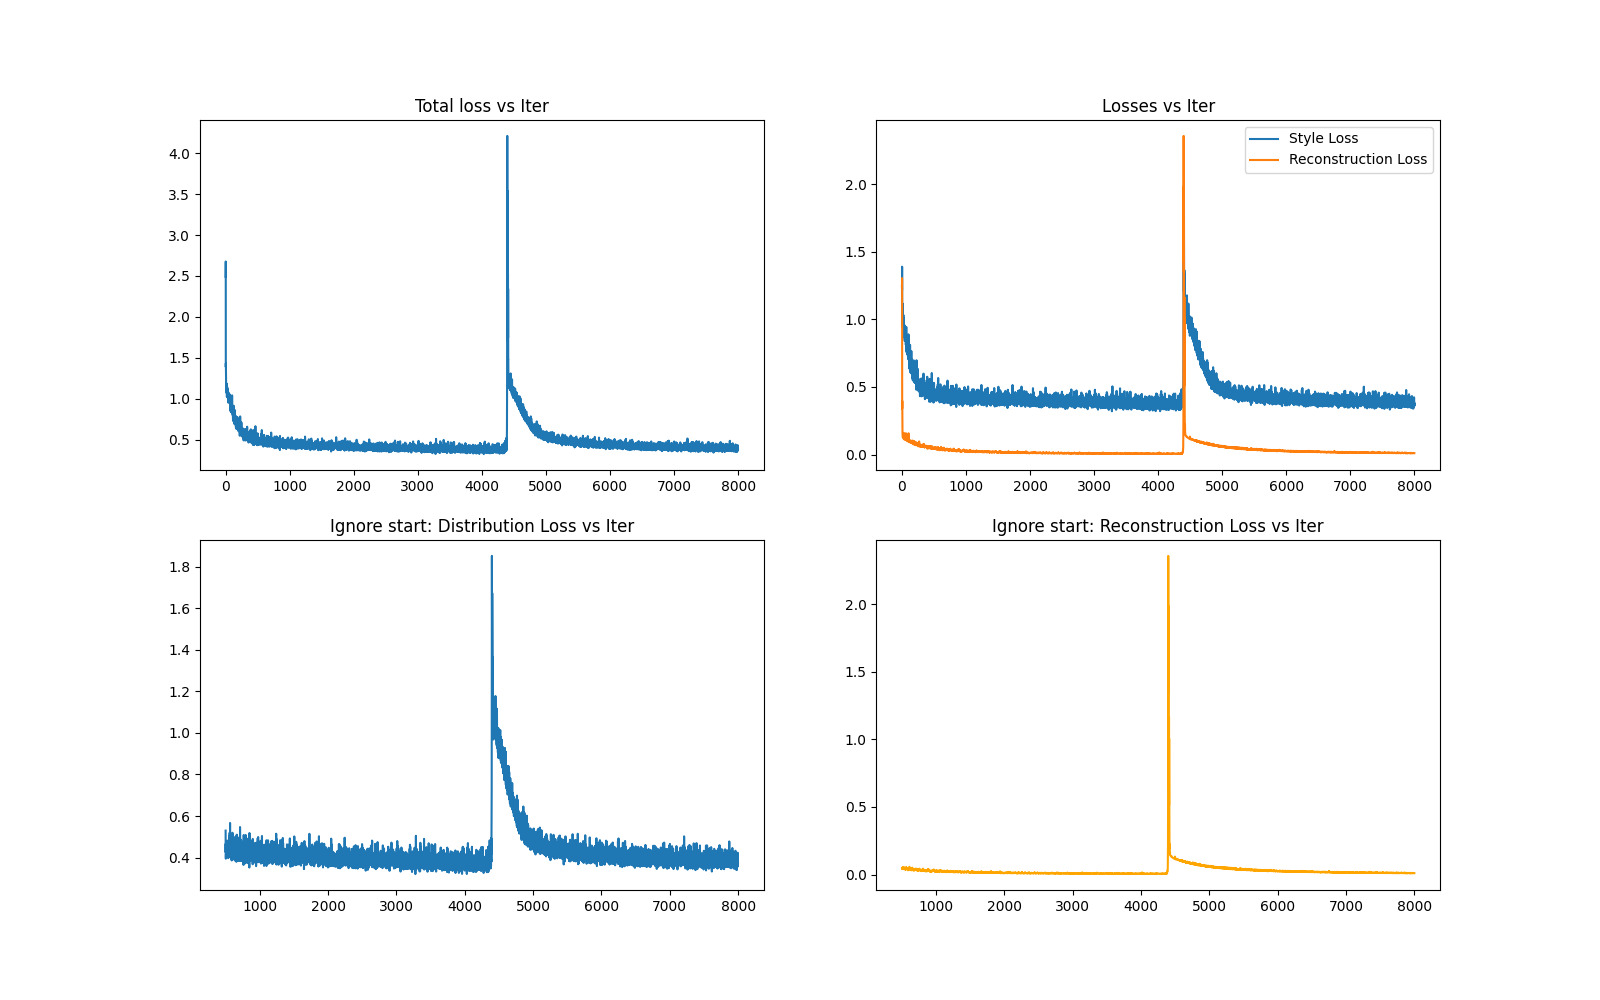 Total loss vs Iter
4.0
3.5
3.0
2.5
2.0
1.5
1.0
0.5
0 1000 2000 3000 4000 5000 6000 7000 8000
Losses vs Iter
Style Loss
Reconstruction Loss
2.0
1.5
1.0
0.5
0.0
0 1000 2000 3000 4000 5000 6000 7000 8000
Ignore start: Distribution Loss vs Iter
1.8
1.6
1.4
1.2
1.0
0.8
0.6
0.4
1000 2000 3000 4000 5000 6000 7000 8000
Ignore start: Reconstruction Loss vs Iter
2.0
1.5
1.0
0.5
0.0
1000 2000 3000 4000 5000 6000 7000 8000